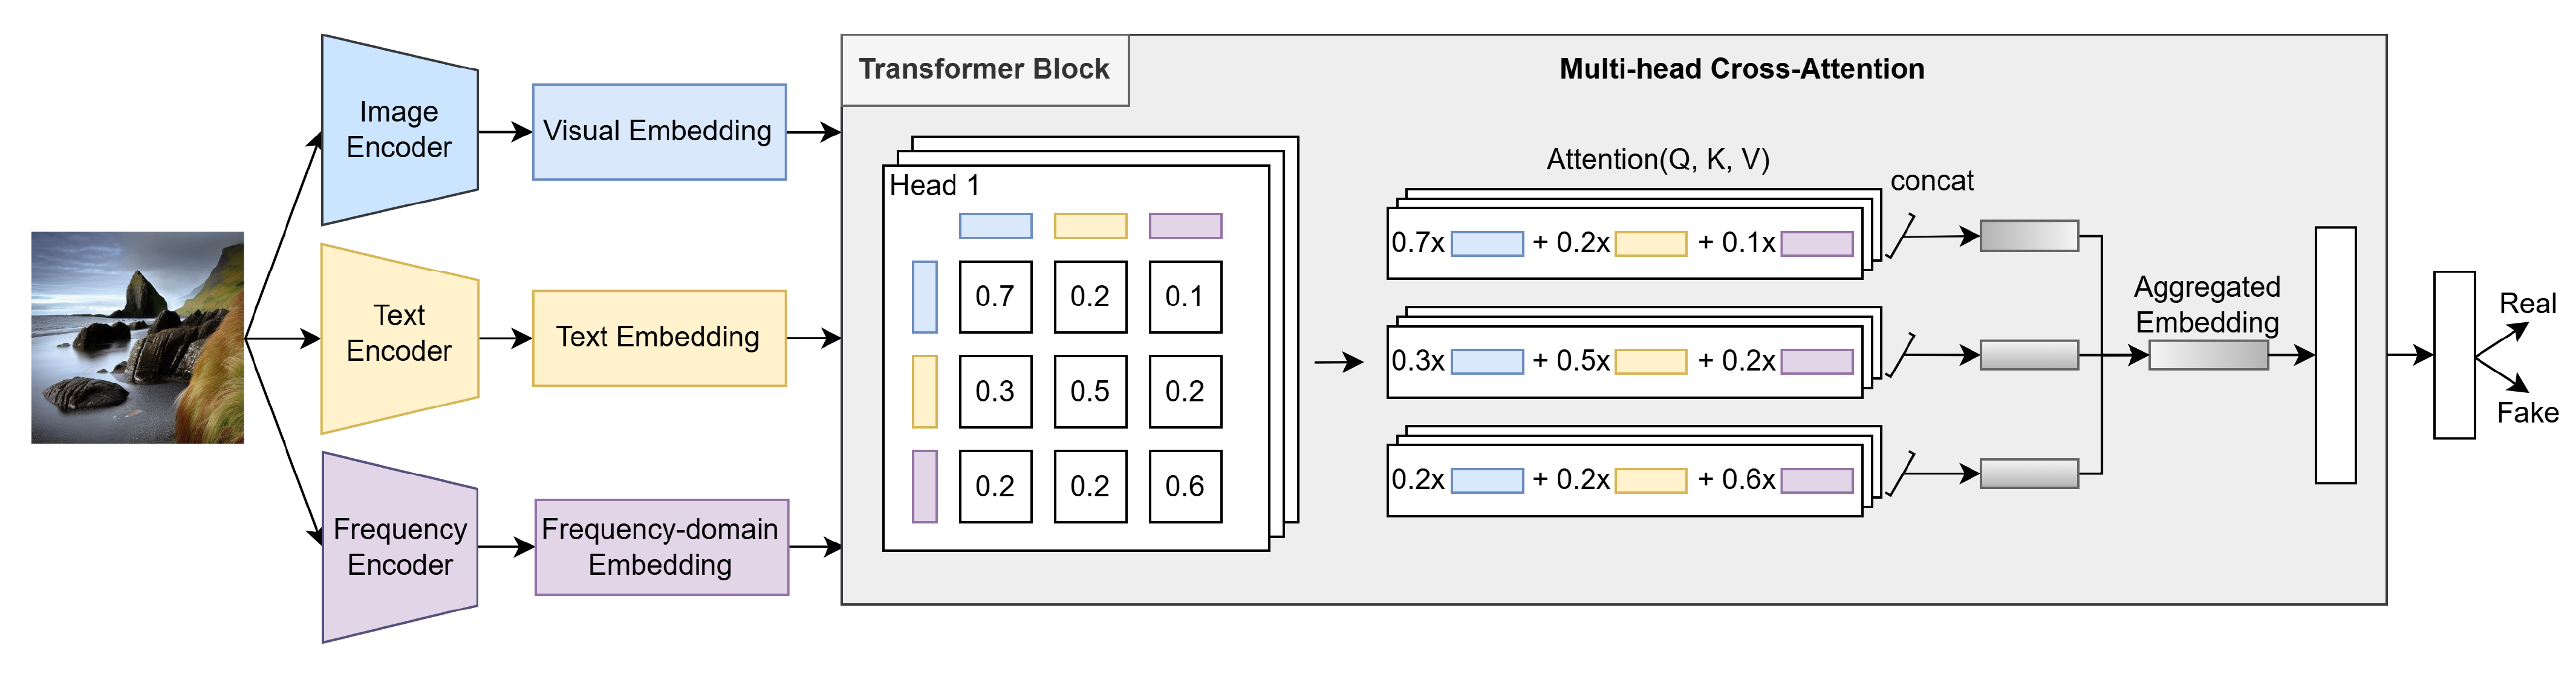 Image
Encoder
Visual Embedding
Text
Encoder
Text Embedding
Frequency
Encoder
Frequency-domain
Embedding
Transformer Block
Multi-head Cross-Attention
Head 1
0.7 0.2 0.1
0.3 0.5 0.2
0.2 0.2 0.6
Attention(Q, K, V)
concat
0.7x + 0.2x + 0.1x
0.3x + 0.5x + 0.2x
0.2x + 0.2x + 0.6x
Aggregated
Embedding
Real
Fake